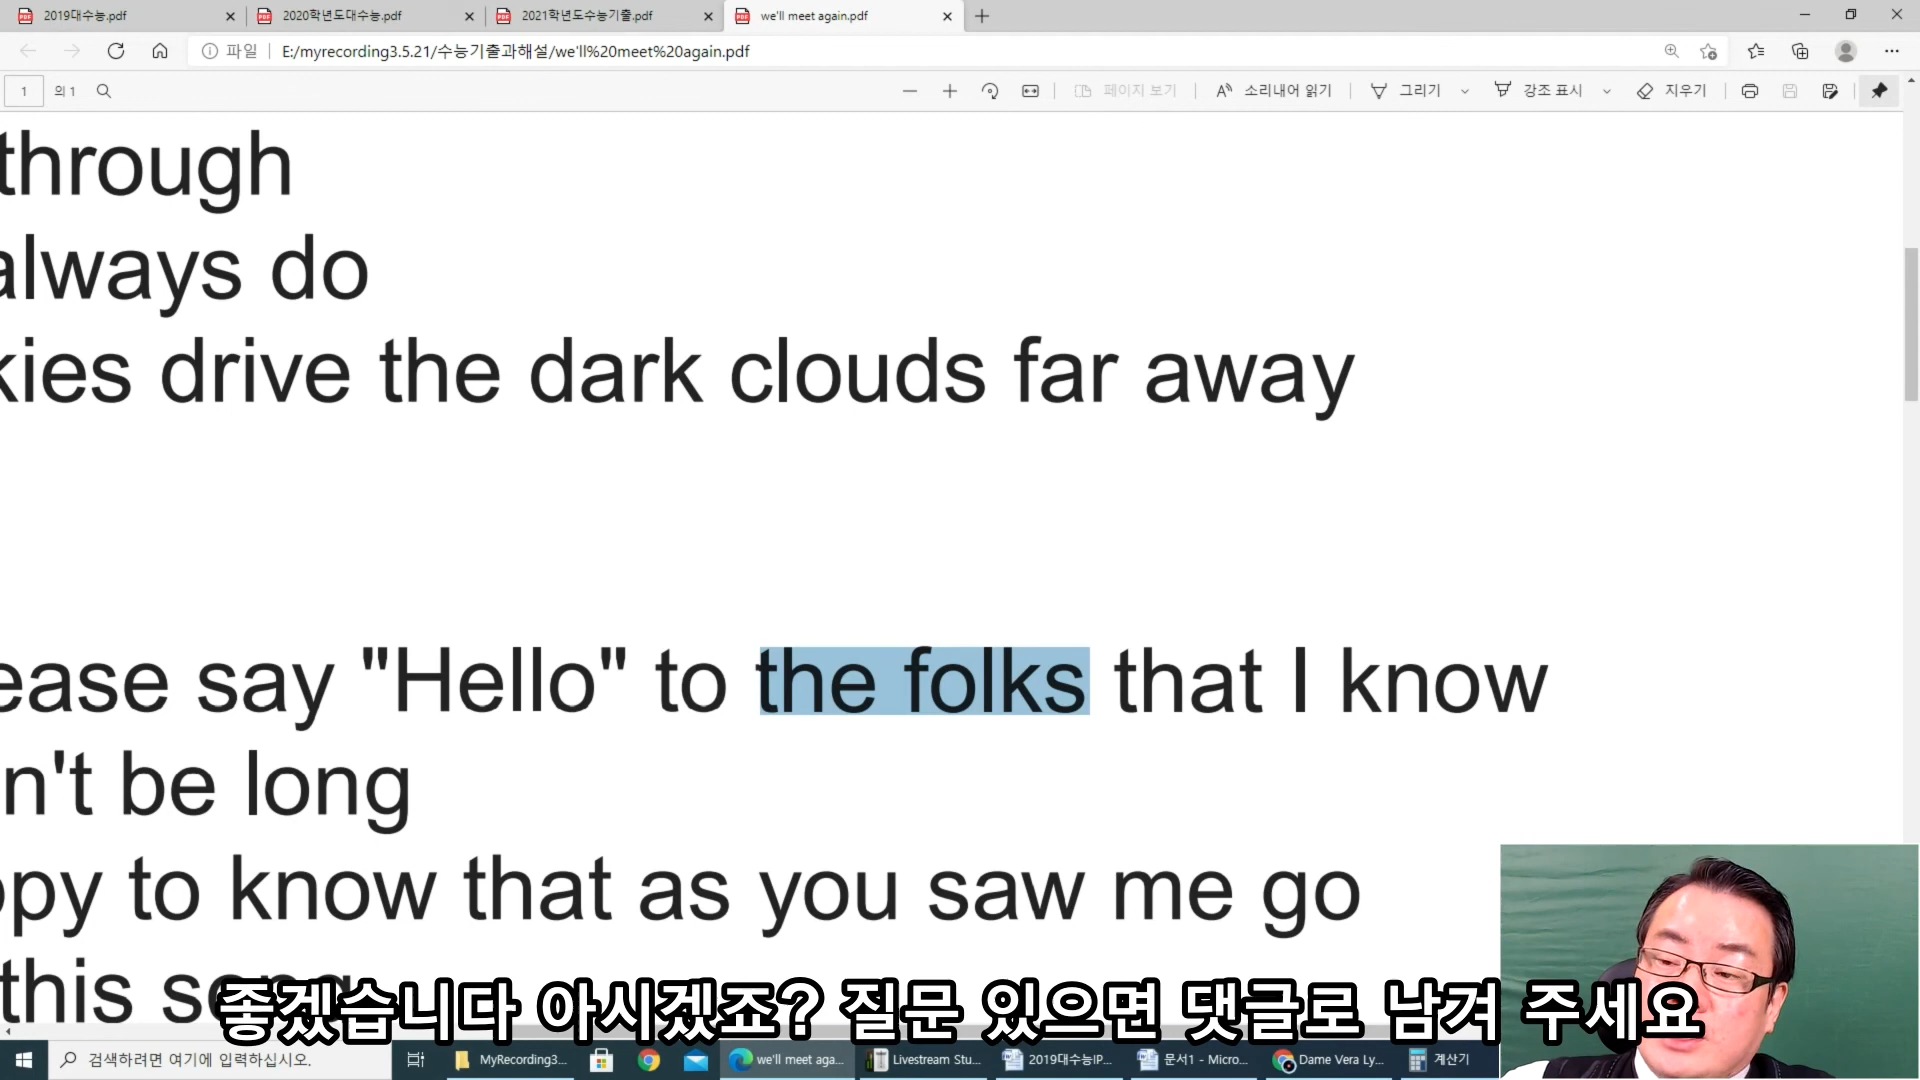 2019대수능.pdf
2020학년도대수능.pdf
2021학년도수능기출.pdf
we'll meet again.pdf
파일
E:/myrecording3.5.21/수능기출과해설/we'll%20meet%20again.pdf
1 의 1
페이지 보기
소리내어 읽기
그리기
강조 표시
지우기
through
always do
kies drive the dark clouds far away
ease say "Hello" to the folks that I know
n't be long
ppy to know that as you saw me go
this song
좋겠습니다 아시겠죠? 질문 있으면 댓글로 남겨 주세요
검색하려면 여기에 입력하십시오.
MyRecording3...
we'll meet aga...
Livestream Stu...
2019대수능IP...
문서1 - Micro...
Dame Vera Ly...
계산기